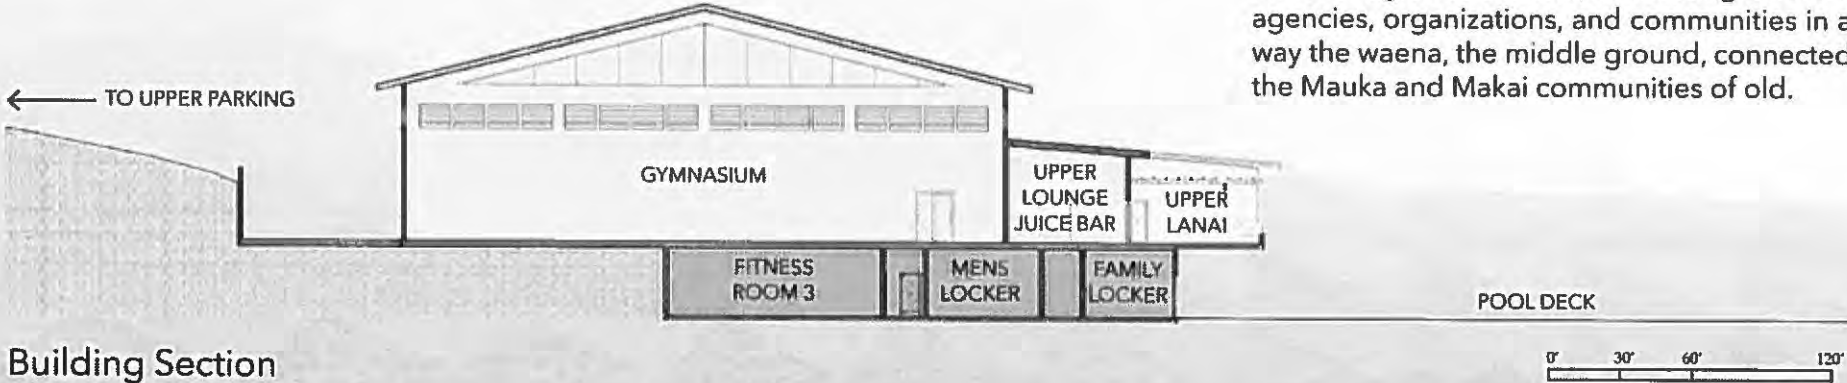 agencies, organizations, and communities in a
way the waena, the middle ground, connected
the Mauka and Makai communities of old.
TO UPPER PARKING
GYMNASIUM
UPPER
LOUNGE
JUICE BAR
UPPER
LANAI
FITNESS
ROOM 3
MENS
LOCKER
FAMILY
LOCKER
POOL DECK
Building Section
0' 30' 60' 120'